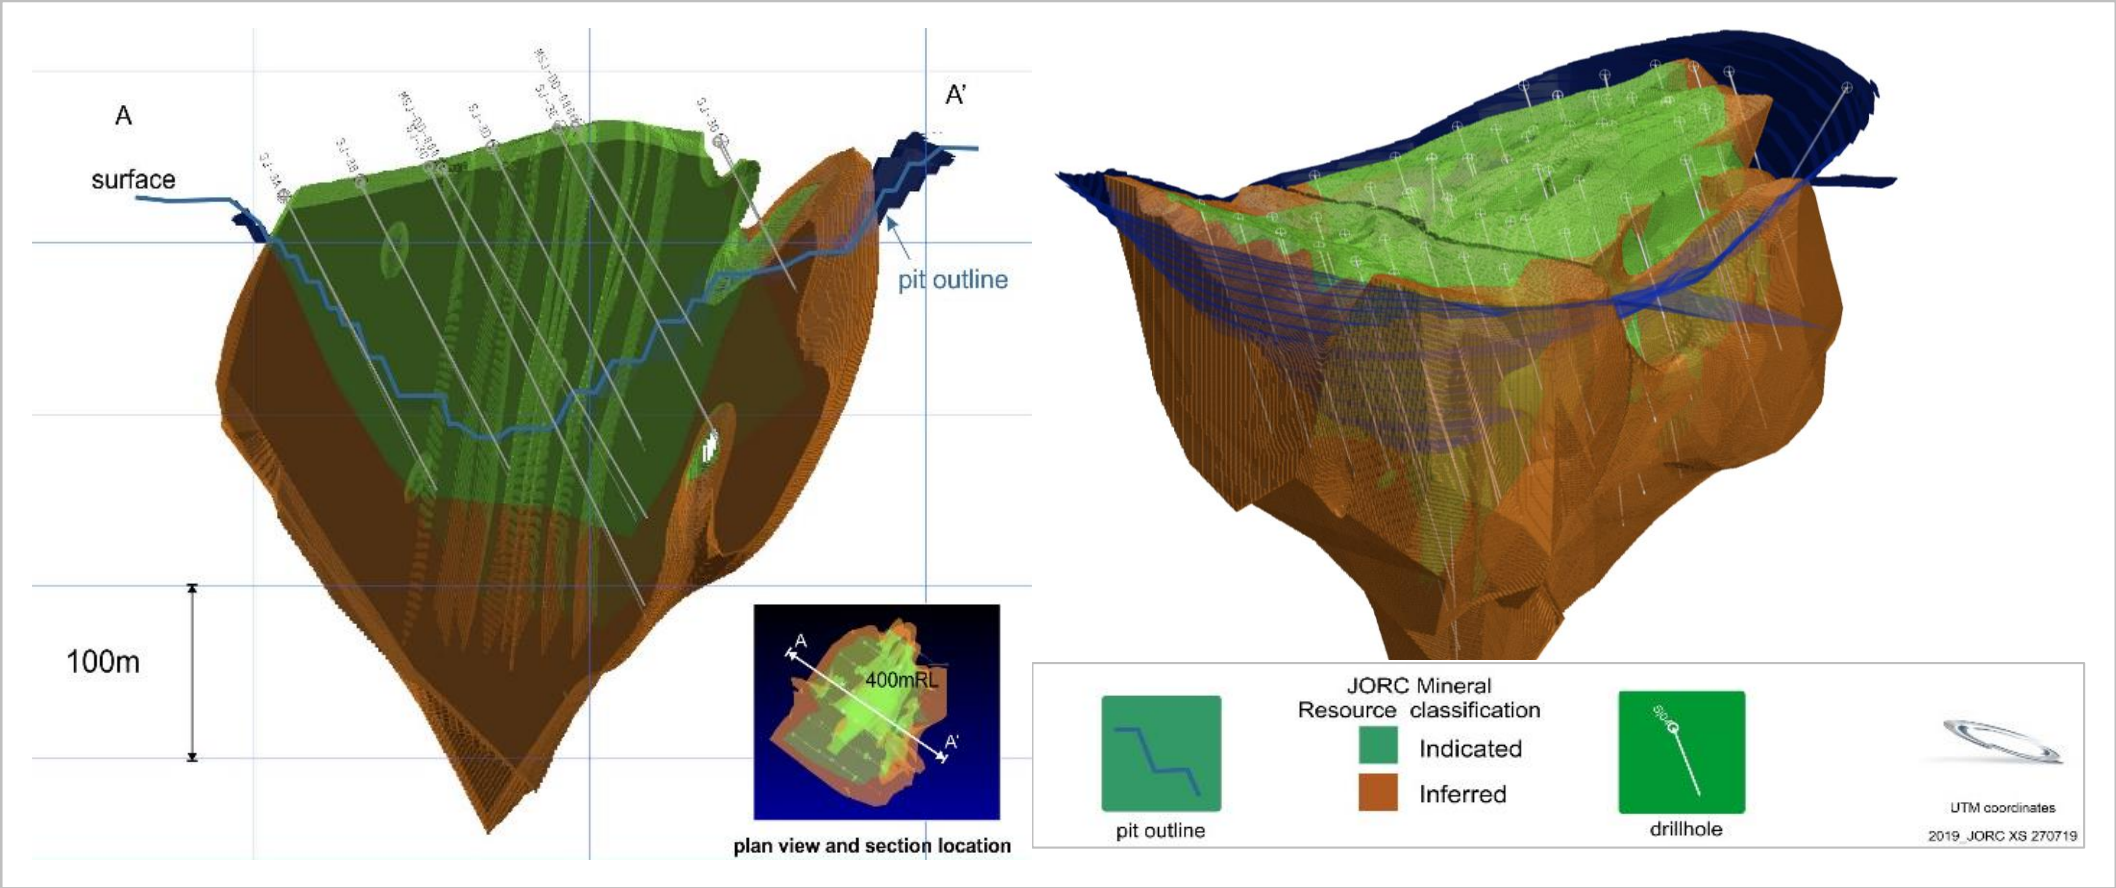 A
A'
surface
pit outline
100m
A
400mRL
A'
plan view and section location
JORC Mineral
Resource classification
Indicated
Inferred
pit outline
drillhole
UTM coordinates
2019_JORC XS 270719